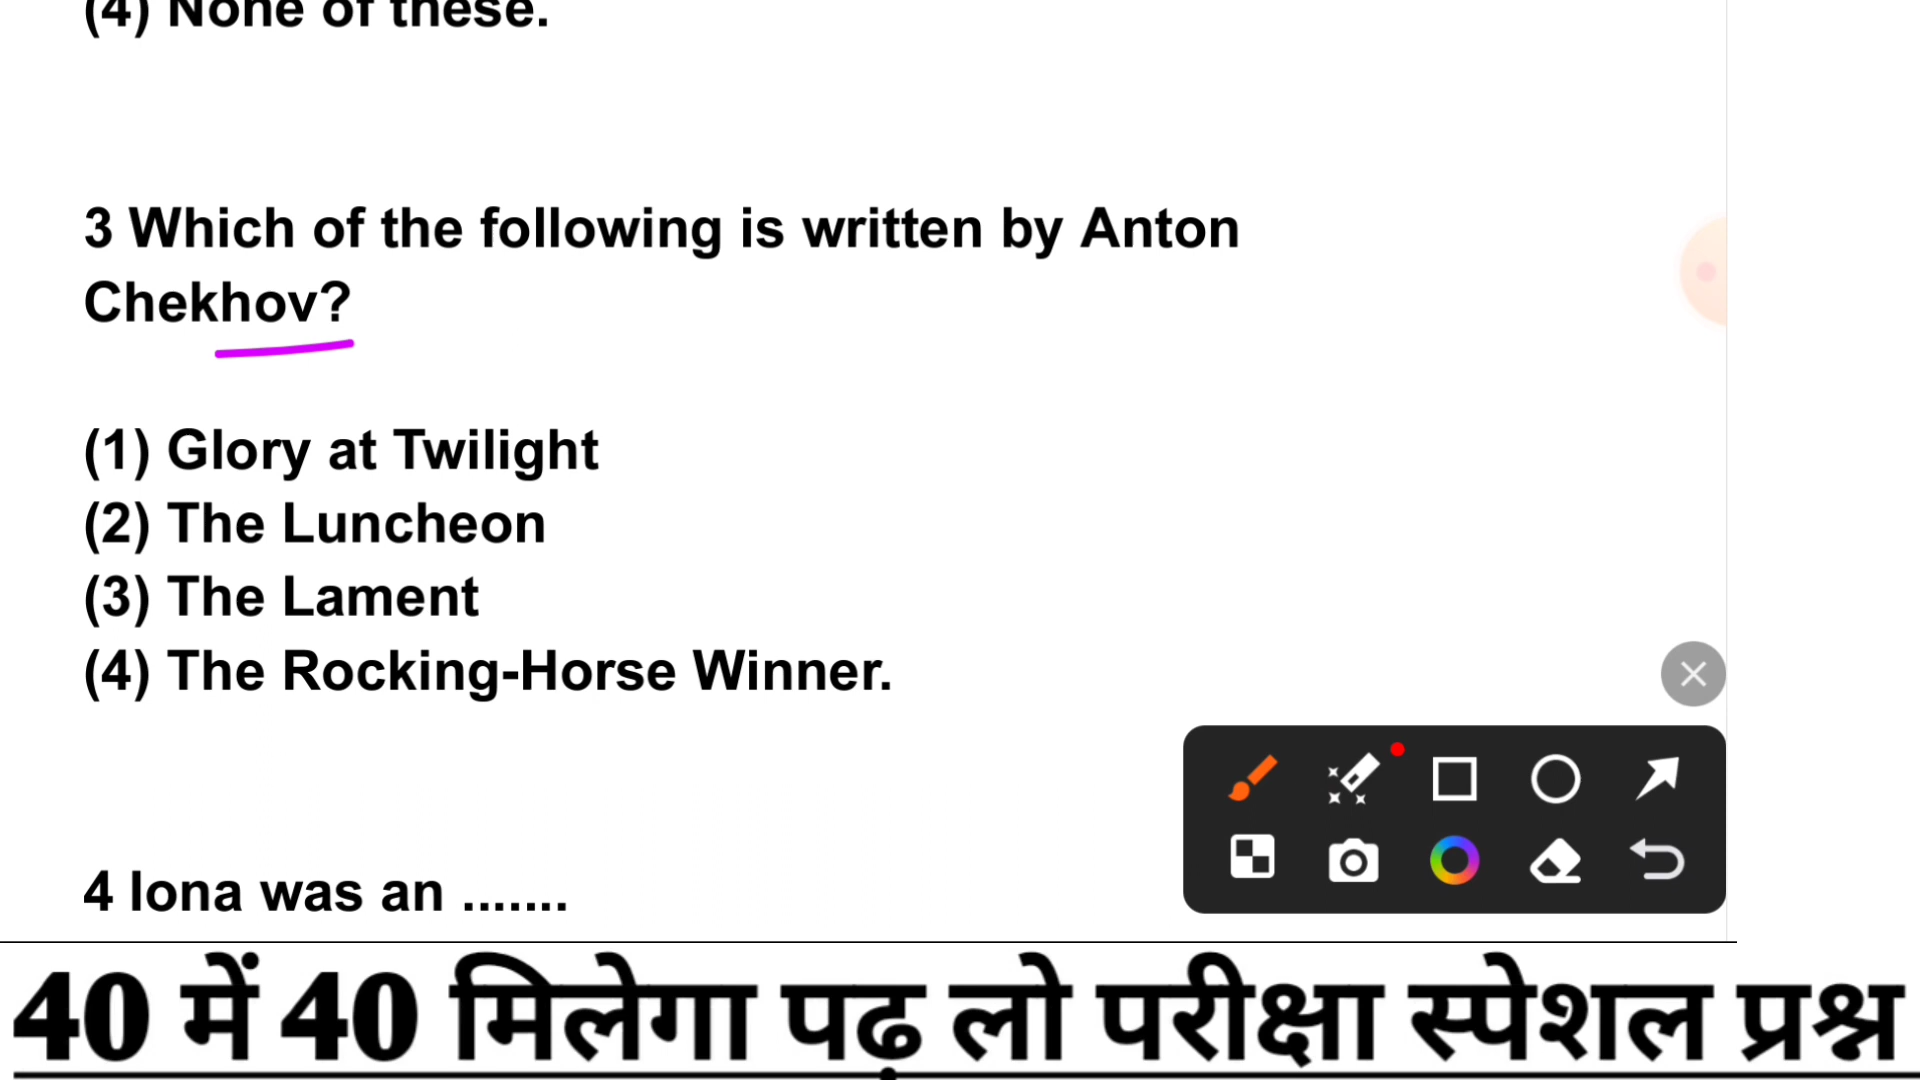 (4) None of these.
3 Which of the following is written by Anton
Chekhov?
(1) Glory at Twilight
(2) The Luncheon
(3) The Lament
(4) The Rocking-Horse Winner.
4 Iona was an .......
40 में 40 मिलेगा पढ़ लो परीक्षा स्पेशल प्रश्न